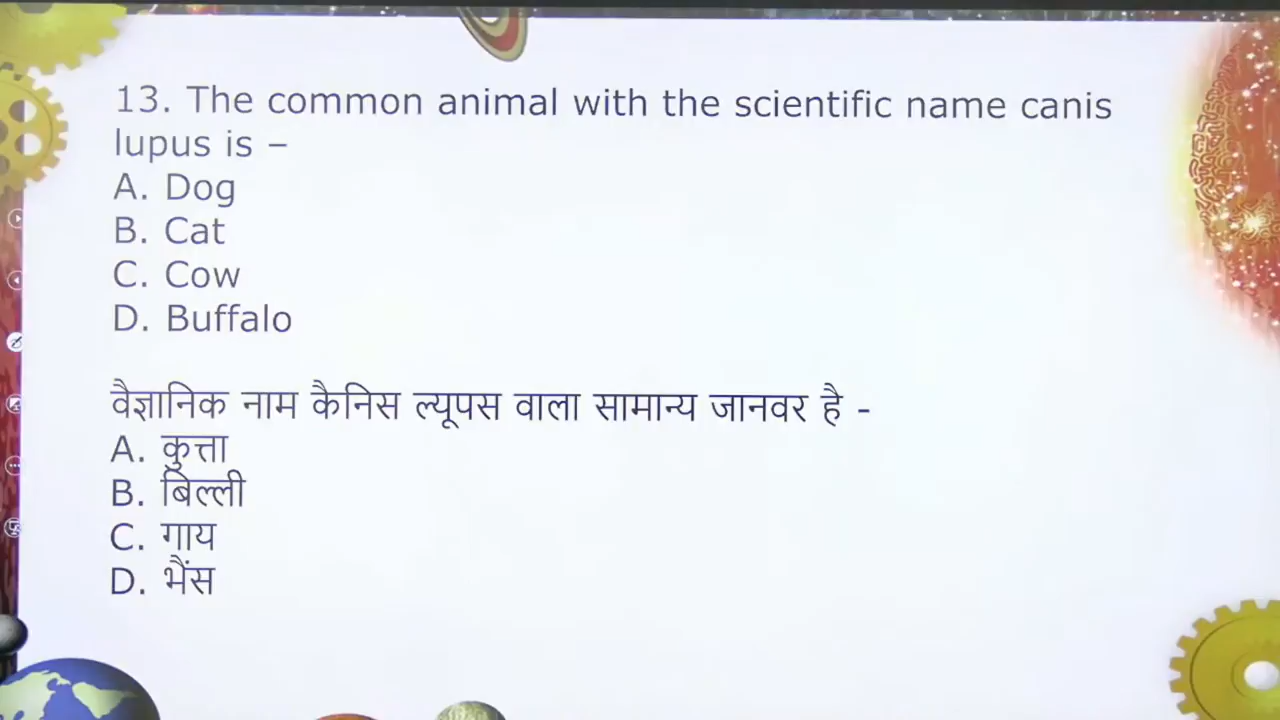 13. The common animal with the scientific name canis
lupus is –
A. Dog
B. Cat
C. Cow
D. Buffalo
वैज्ञानिक नाम कैनिस ल्यूपस वाला सामान्य जानवर है -
A. कुत्ता
B. बिल्ली
C. गाय
D. भैंस